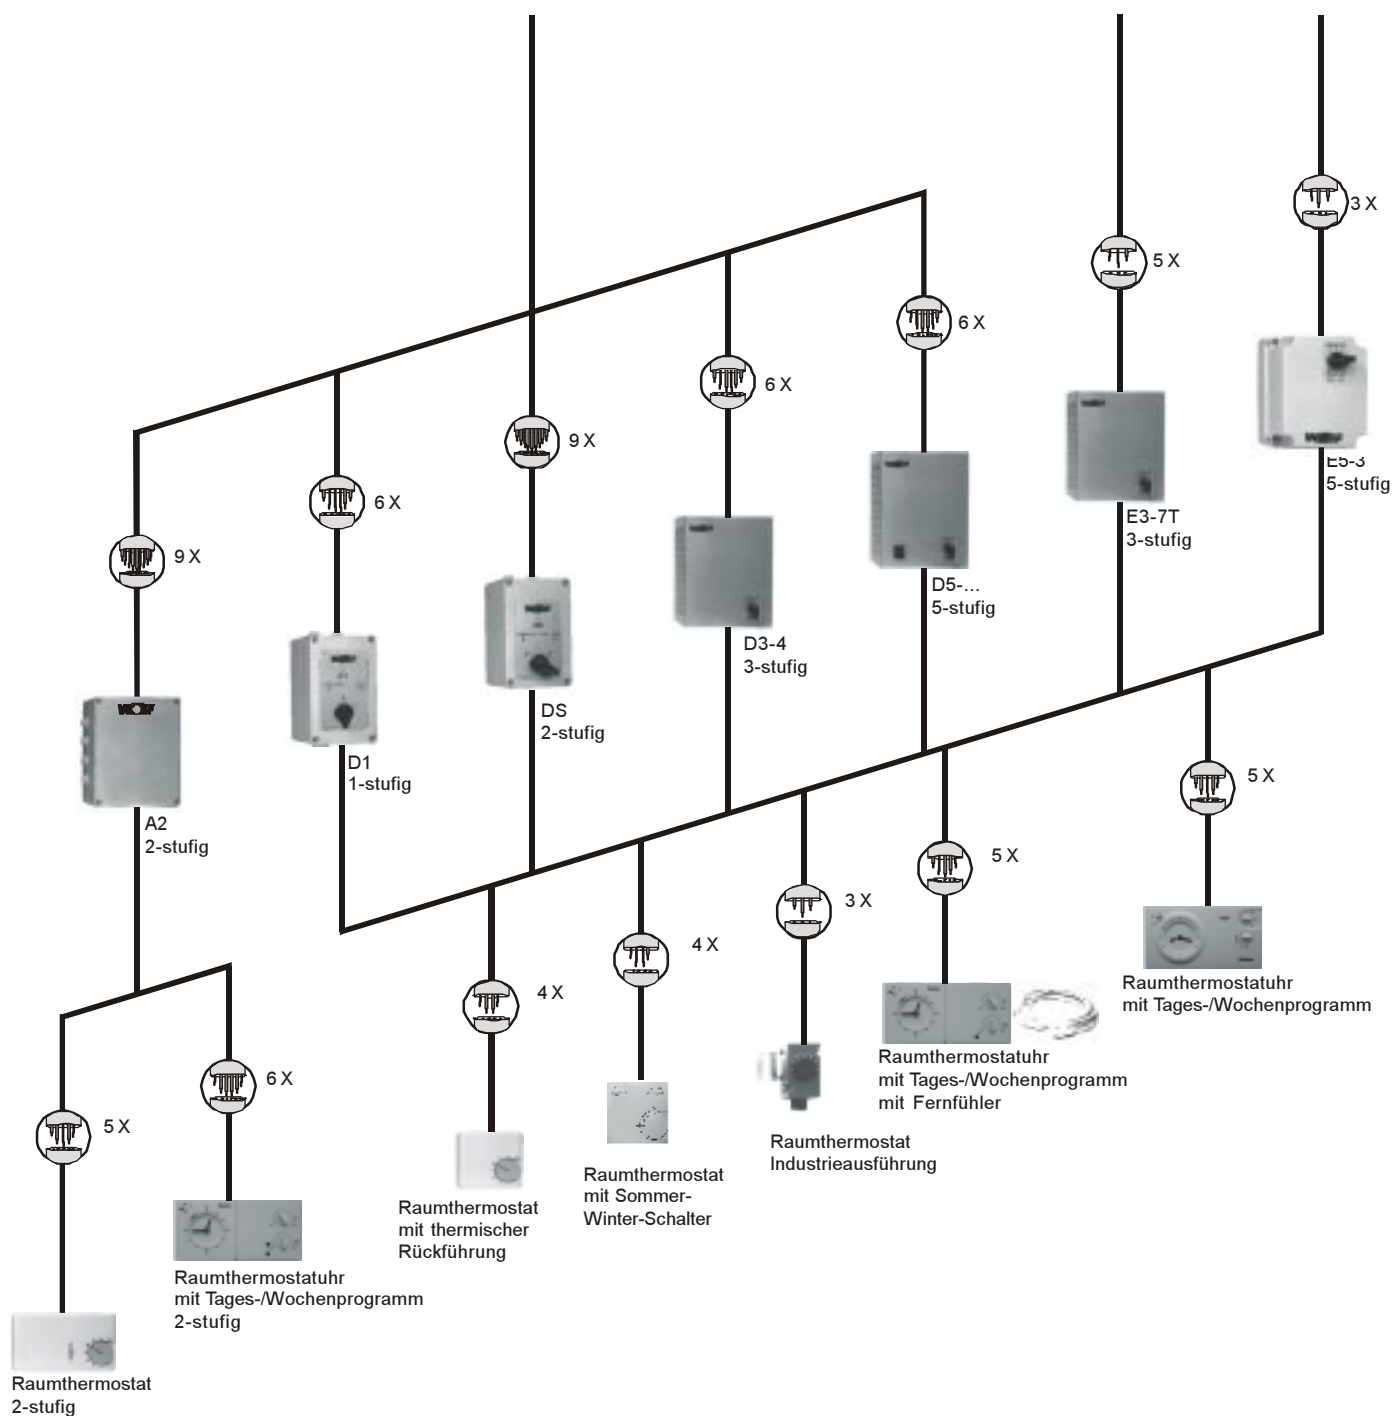 3 X
5 X
6 X
6 X
9 X
6 X
9 X
E5-3
5-stufig
E3-7T
3-stufig
D5-...
5-stufig
D3-4
3-stufig
DS
2-stufig
D1
1-stufig
A2
2-stufig
WOLF
5 X
5 X
3 X
4 X
4 X
6 X
5 X
Raumthermostatuhr
mit Tages-/Wochenprogramm
Raumthermostatuhr
mit Tages-/Wochenprogramm
mit Fernfühler
Raumthermostat
Industrieausführung
Raumthermostat
mit Sommer-
Winter-Schalter
Raumthermostat
mit thermischer
Rückführung
Raumthermostatuhr
mit Tages-/Wochenprogramm
2-stufig
Raumthermostat
2-stufig